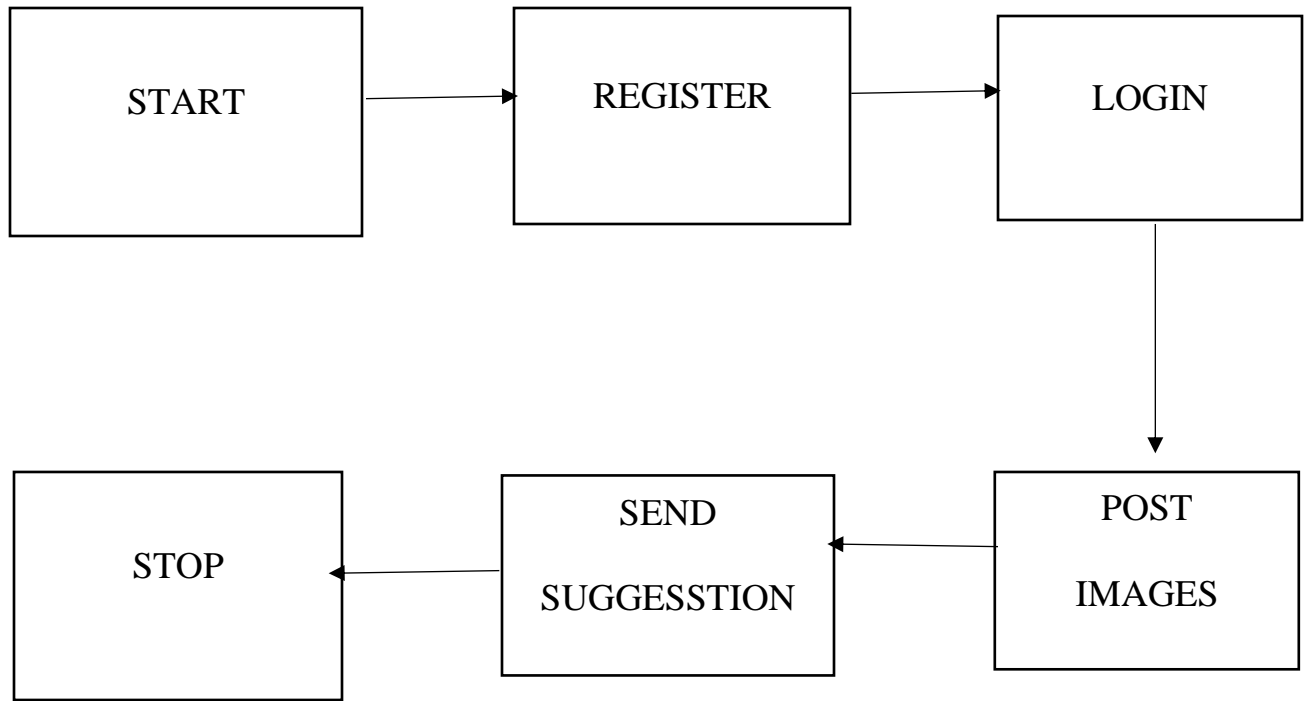 START
REGISTER
LOGIN
POST
IMAGES
SEND
SUGGESSTION
STOP